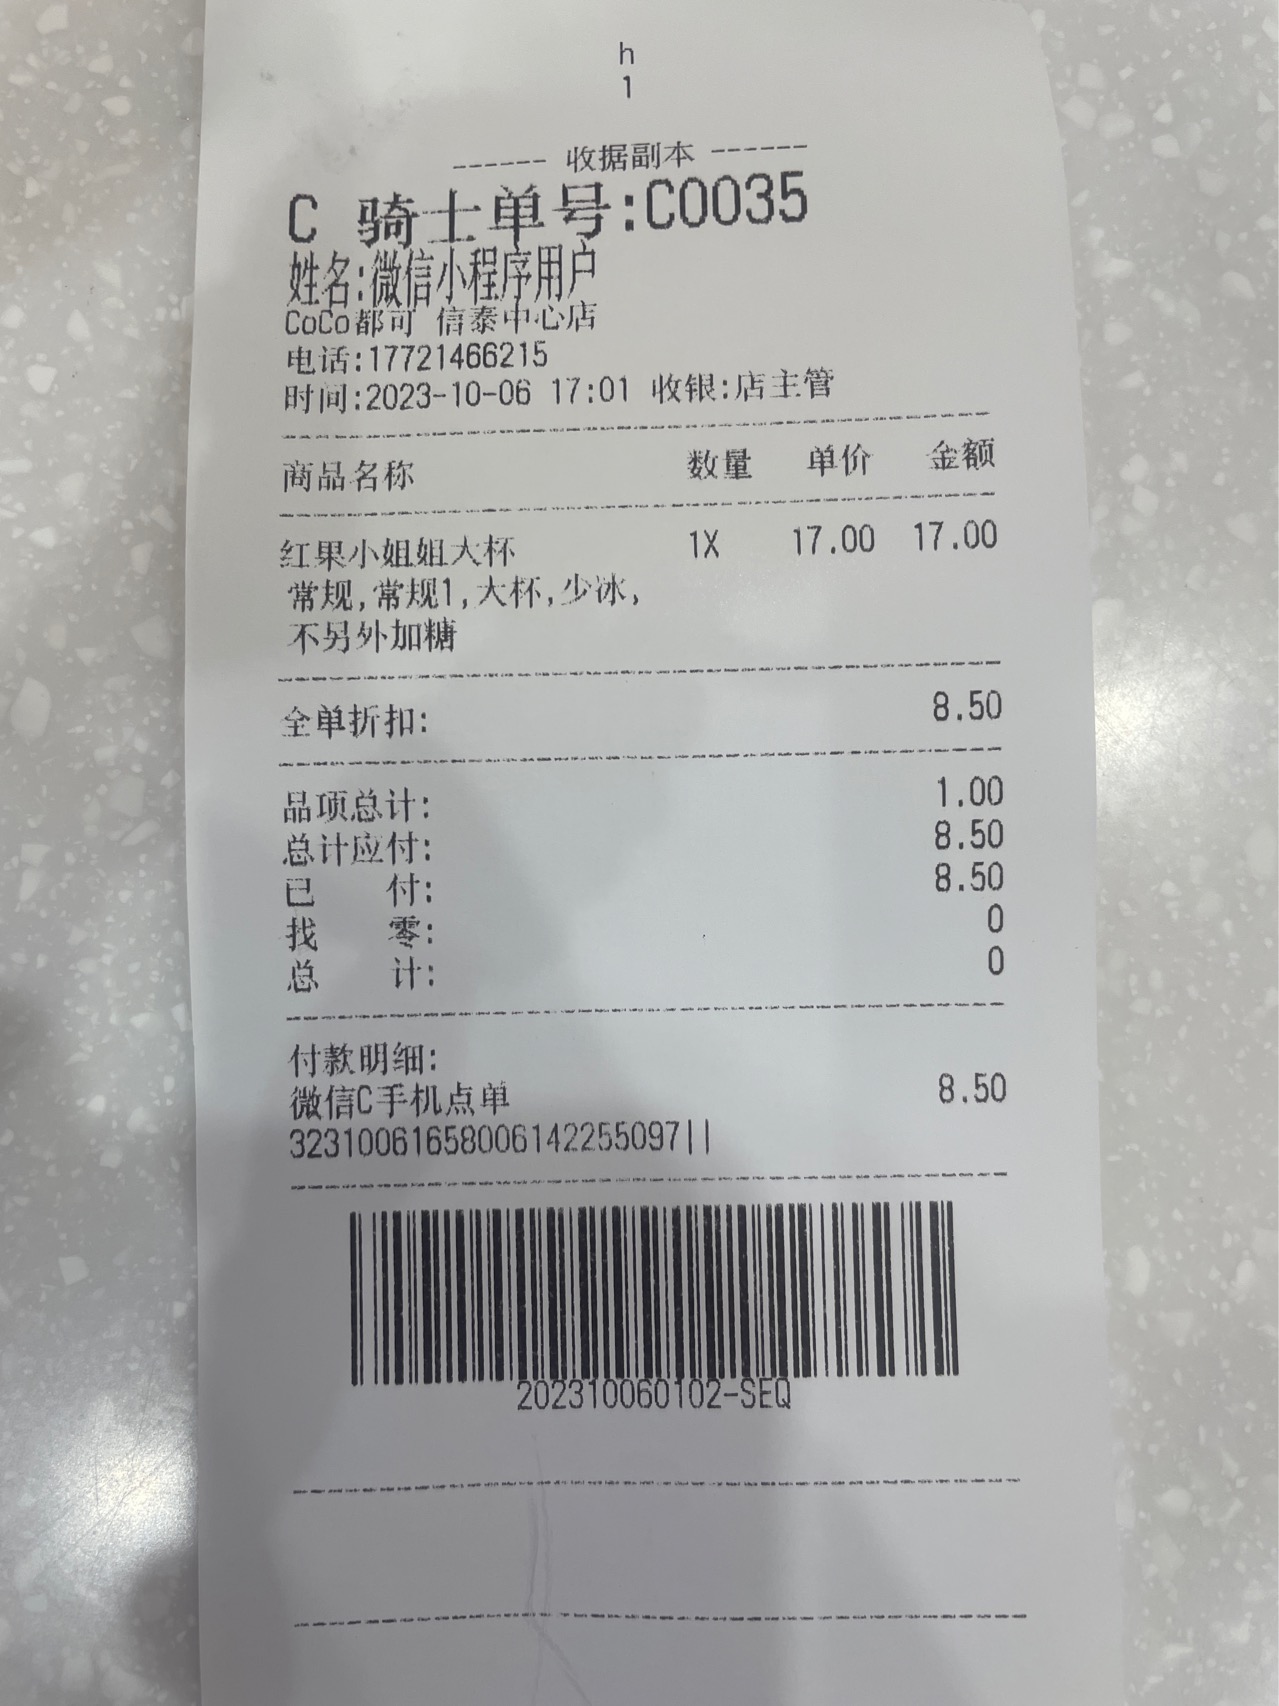 h
1
------ 收据副本 ------
C 骑士单号:C0035
姓名:微信小程序用户
CoCo都可 信泰中心店
电话:17721466215
时间:2023-10-06 17:01 收银:店主管
商品名称 数量 单价 金额
红果小姐姐大杯 1X 17.00 17.00
常规,常规1,大杯,少冰,
不另外加糖
全单折扣: 8.50
品项总计: 1.00
总计应付: 8.50
已 付: 8.50
找 零: 0
总 计: 0
付款明细:
微信C手机点单 8.50
32310061658006142255097||
202310060102-SEQ